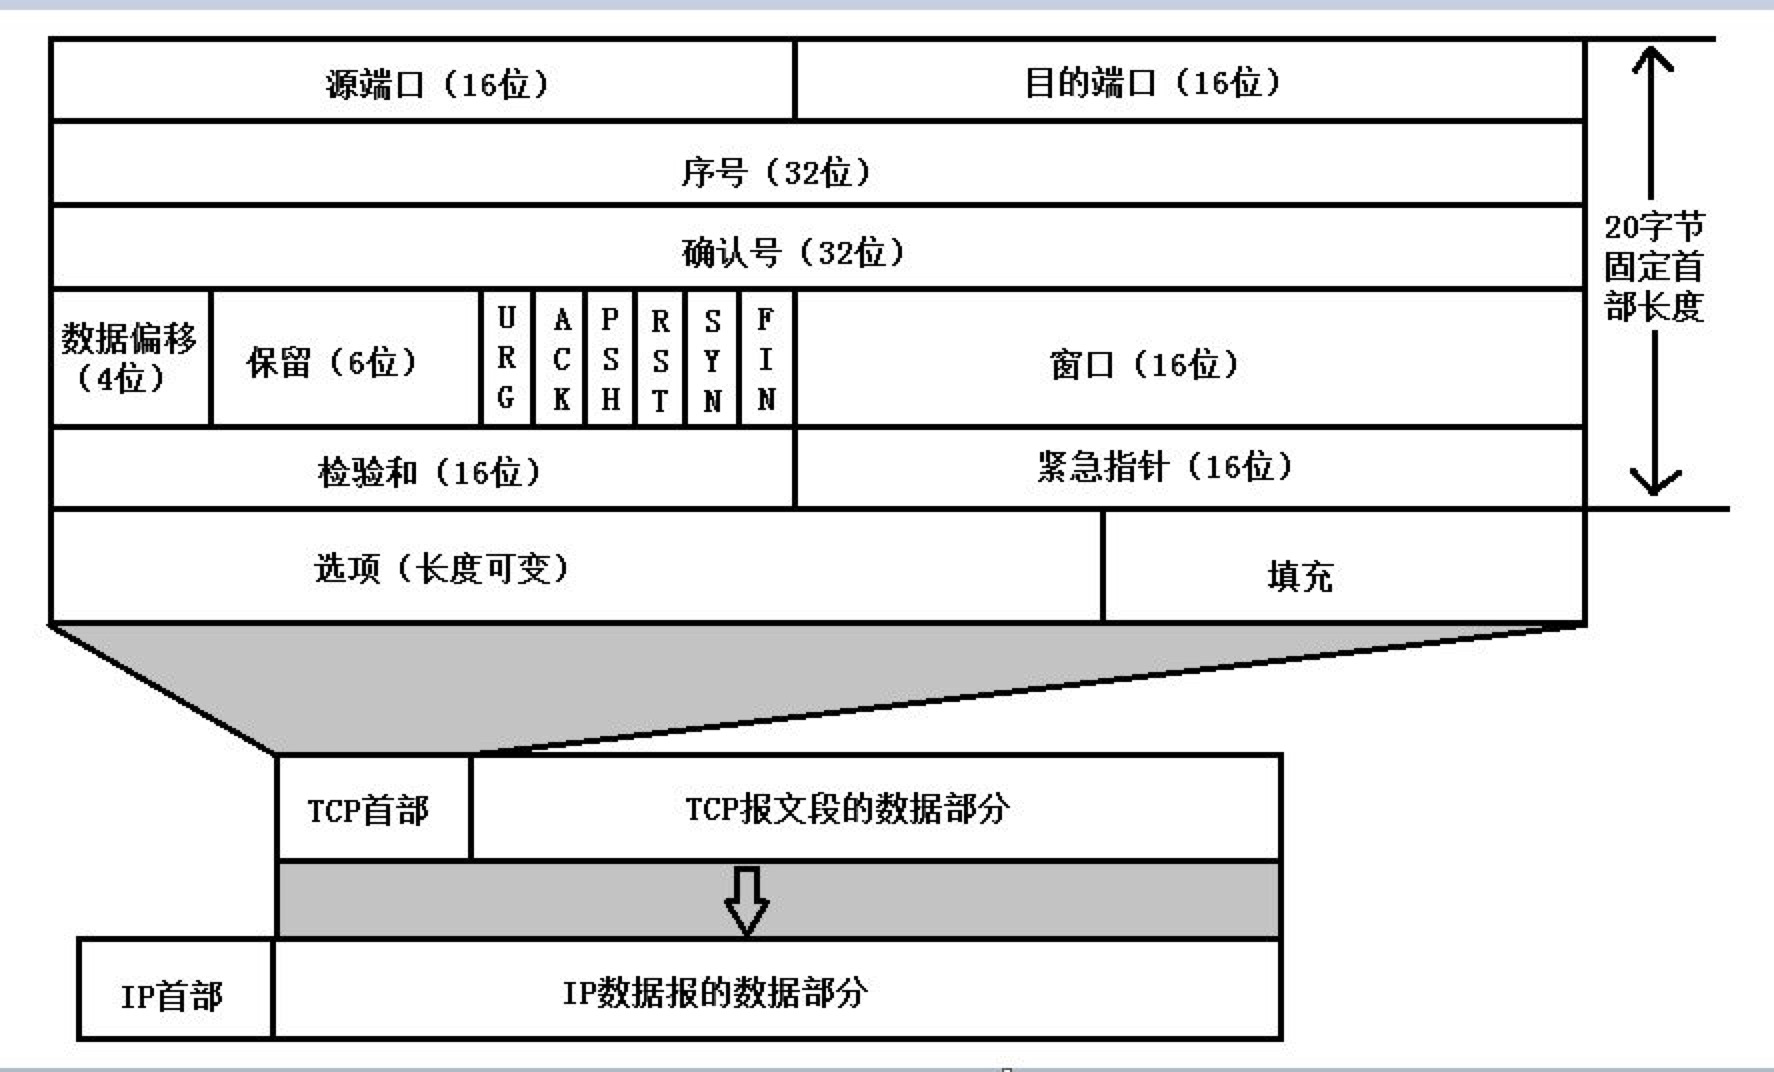 源端口（16位）
目的端口（16位）
序号（32位）
确认号（32位）
20字节
固定首
部长度
数据偏移
（4位）
保留（6位）
URG
ACK
PSH
RST
SYN
FIN
窗口（16位）
检验和（16位）
紧急指针（16位）
选项（长度可变）
填充
TCP首部
TCP报文段的数据部分
IP首部
IP数据报的数据部分